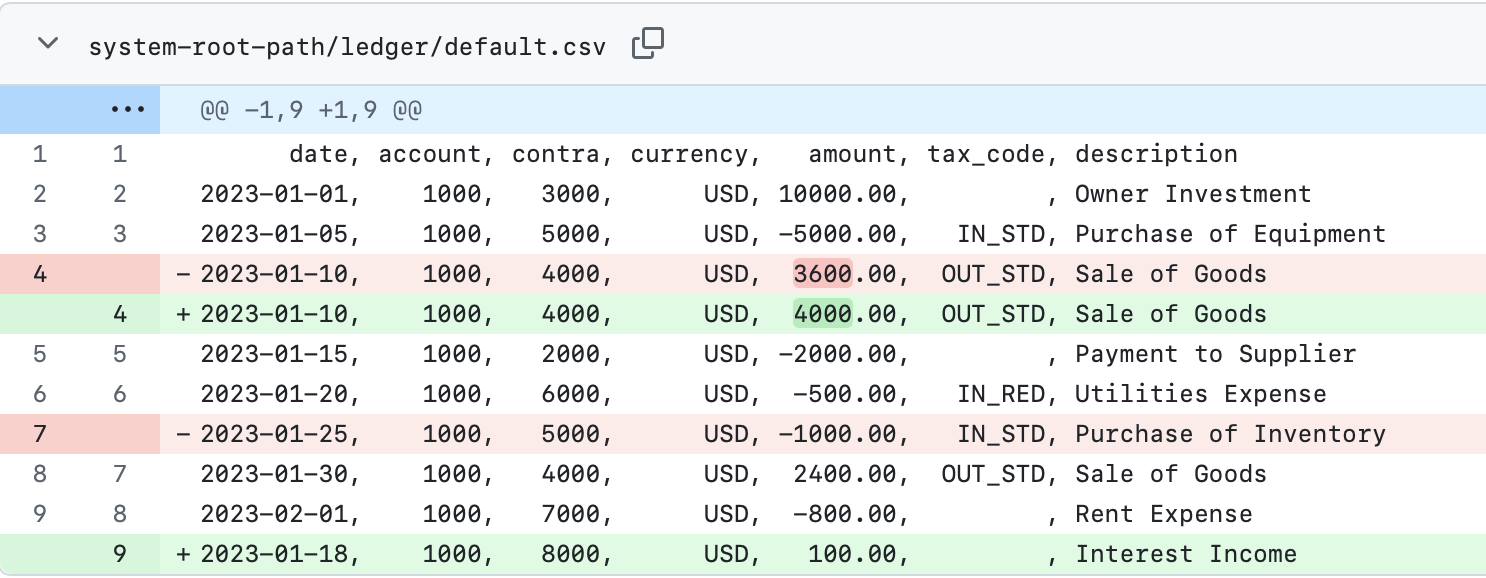 system-root-path/ledger/default.csv
... @@ -1,9 +1,9 @@
1 1 date, account, contra, currency, amount, tax_code, description
2 2 2023-01-01, 1000, 3000, USD, 10000.00, , Owner Investment
3 3 2023-01-05, 1000, 5000, USD, -5000.00, IN_STD, Purchase of Equipment
4 - 2023-01-10, 1000, 4000, USD, 3600.00, OUT_STD, Sale of Goods
4 + 2023-01-10, 1000, 4000, USD, 4000.00, OUT_STD, Sale of Goods
5 5 2023-01-15, 1000, 2000, USD, -2000.00, , Payment to Supplier
6 6 2023-01-20, 1000, 6000, USD, -500.00, IN_RED, Utilities Expense
7 - 2023-01-25, 1000, 5000, USD, -1000.00, IN_STD, Purchase of Inventory
8 7 2023-01-30, 1000, 4000, USD, 2400.00, OUT_STD, Sale of Goods
9 8 2023-02-01, 1000, 7000, USD, -800.00, , Rent Expense
9 + 2023-01-18, 1000, 8000, USD, 100.00, , Interest Income